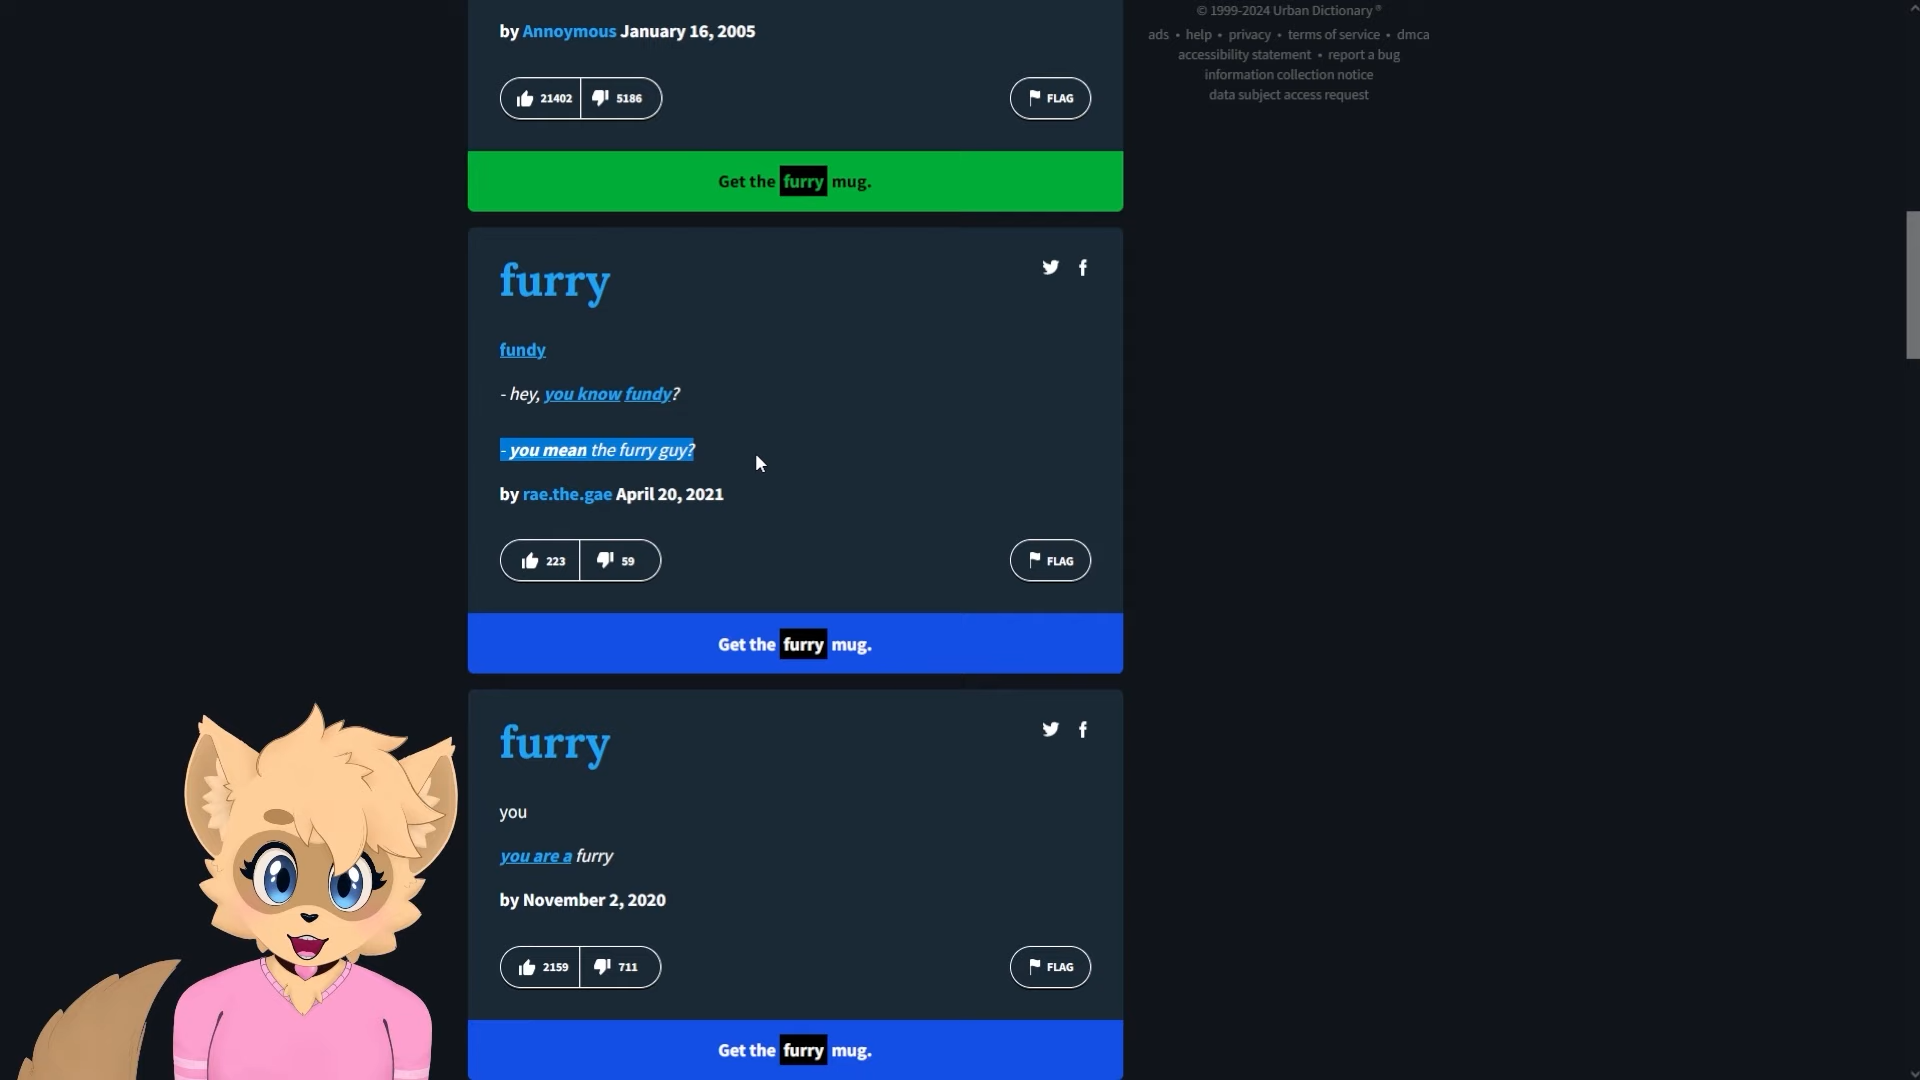 © 1999-2024 Urban Dictionary ®
ads • help • privacy • terms of service • dmca
accessibility statement • report a bug
information collection notice
data subject access request
by Annoymous January 16, 2005
21402 5186 FLAG
Get the furry mug.
furry
fundy
- hey, you know fundy?
- you mean the furry guy?
by rae.the.gae April 20, 2021
223 59 FLAG
Get the furry mug.
furry
you
you are a furry
by November 2, 2020
2159 711 FLAG
Get the furry mug.